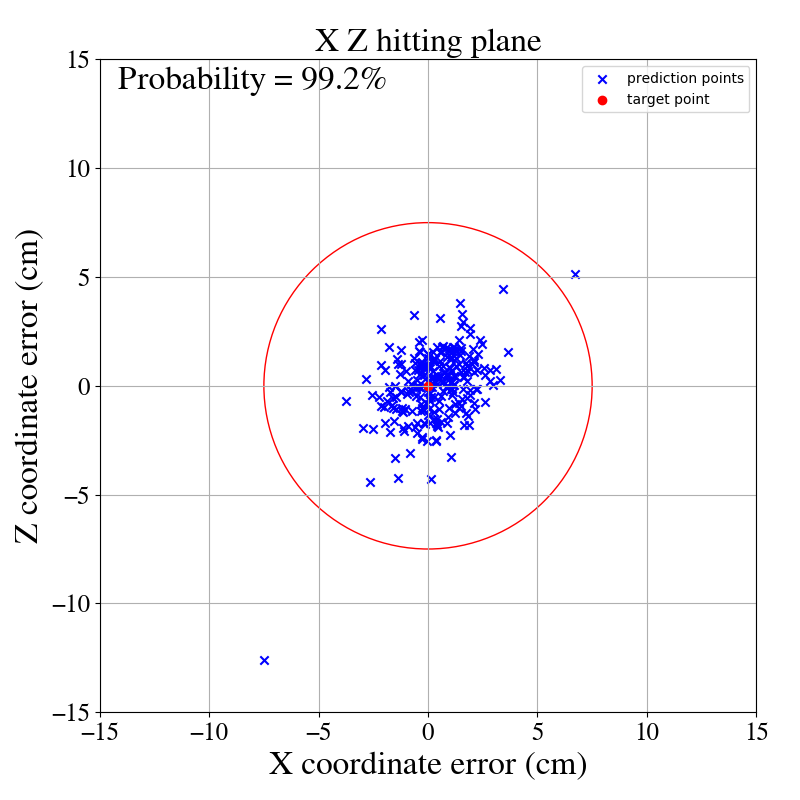 X Z hitting plane
Probability = 99.2%
prediction points
target point
15
10
5
0
−5
−10
−15
Z coordinate error (cm)
−15 −10 −5 0 5 10 15
X coordinate error (cm)